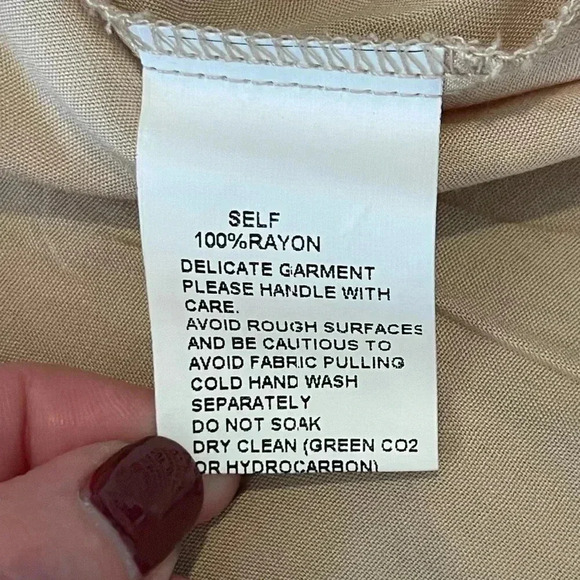 SELF
100%RAYON
DELICATE GARMENT
PLEASE HANDLE WITH
CARE.
AVOID ROUGH SURFACES
AND BE CAUTIOUS TO
AVOID FABRIC PULLING
COLD HAND WASH
SEPARATELY
DO NOT SOAK
DRY CLEAN (GREEN CO2
OR HYDROCARBON)